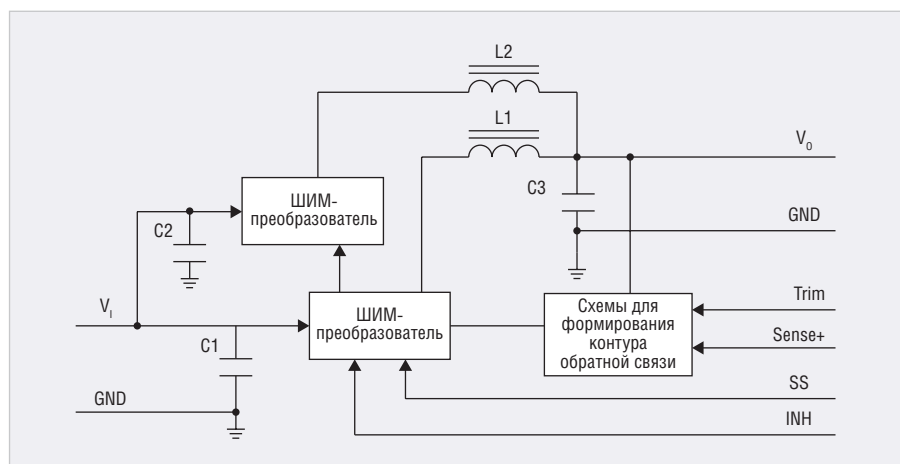 L2
L1
V₀
ШИМ-
преобразователь
C3
C2
GND
ШИМ-
преобразователь
Схемы для
формирования
контура
обратной связи
Trim
Vᵢ
C1
Sense+
SS
GND
INH